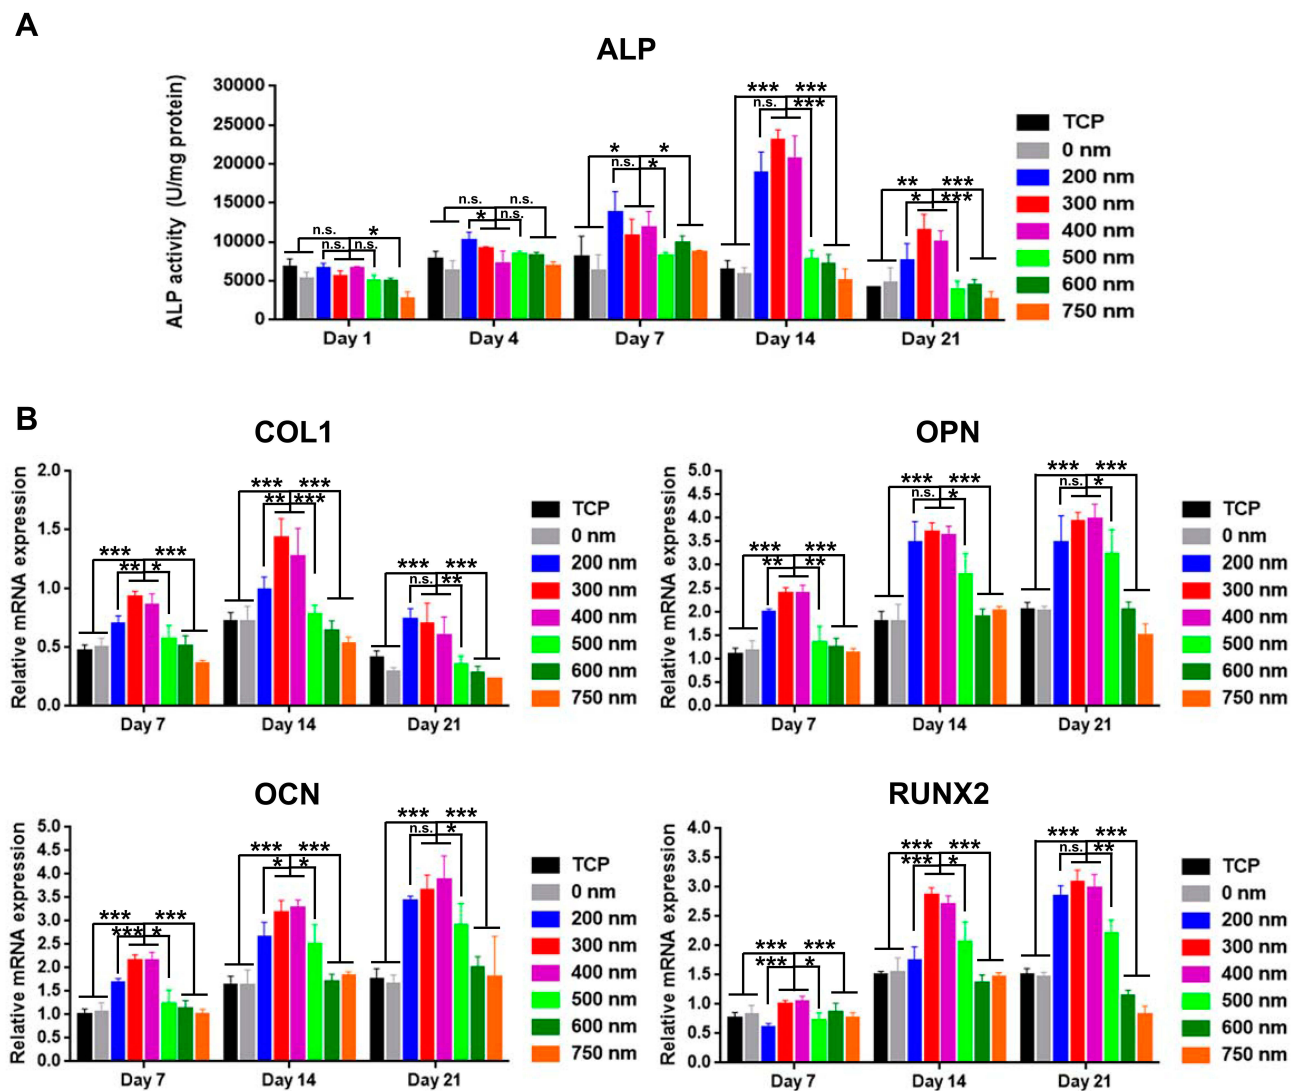 A
ALP
ALP activity (U/mg protein)
30000
25000
20000
15000
10000
5000
0
n.s. *
n.s. n.s.
n.s. n.s.
* n.s.
* *
n.s. *
*** ***
n.s. ***
** ***
* ***
Day 1 Day 4 Day 7 Day 14 Day 21
TCP
0 nm
200 nm
300 nm
400 nm
500 nm
600 nm
750 nm
B
COL1
Relative mRNA expression
2.0
1.5
1.0
0.5
0.0
*** ***
** *
*** ***
** ***
*** ***
n.s. **
Day 7 Day 14 Day 21
TCP
0 nm
200 nm
300 nm
400 nm
500 nm
600 nm
750 nm
OPN
Relative mRNA expression
5.0
4.5
4.0
3.5
3.0
2.5
2.0
1.5
1.0
0.5
0.0
*** ***
** **
*** ***
n.s. *
*** ***
n.s. *
Day 7 Day 14 Day 21
TCP
0 nm
200 nm
300 nm
400 nm
500 nm
600 nm
750 nm
OCN
Relative mRNA expression
5.0
4.5
4.0
3.5
3.0
2.5
2.0
1.5
1.0
0.5
0.0
*** ***
*** *
*** ***
* *
*** ***
n.s. *
Day 7 Day 14 Day 21
TCP
0 nm
200 nm
300 nm
400 nm
500 nm
600 nm
750 nm
RUNX2
Relative mRNA expression
4.0
3.5
3.0
2.5
2.0
1.5
1.0
0.5
0.0
*** ***
*** *
*** ***
*** *
*** ***
n.s. **
Day 7 Day 14 Day 21
TCP
0 nm
200 nm
300 nm
400 nm
500 nm
600 nm
750 nm